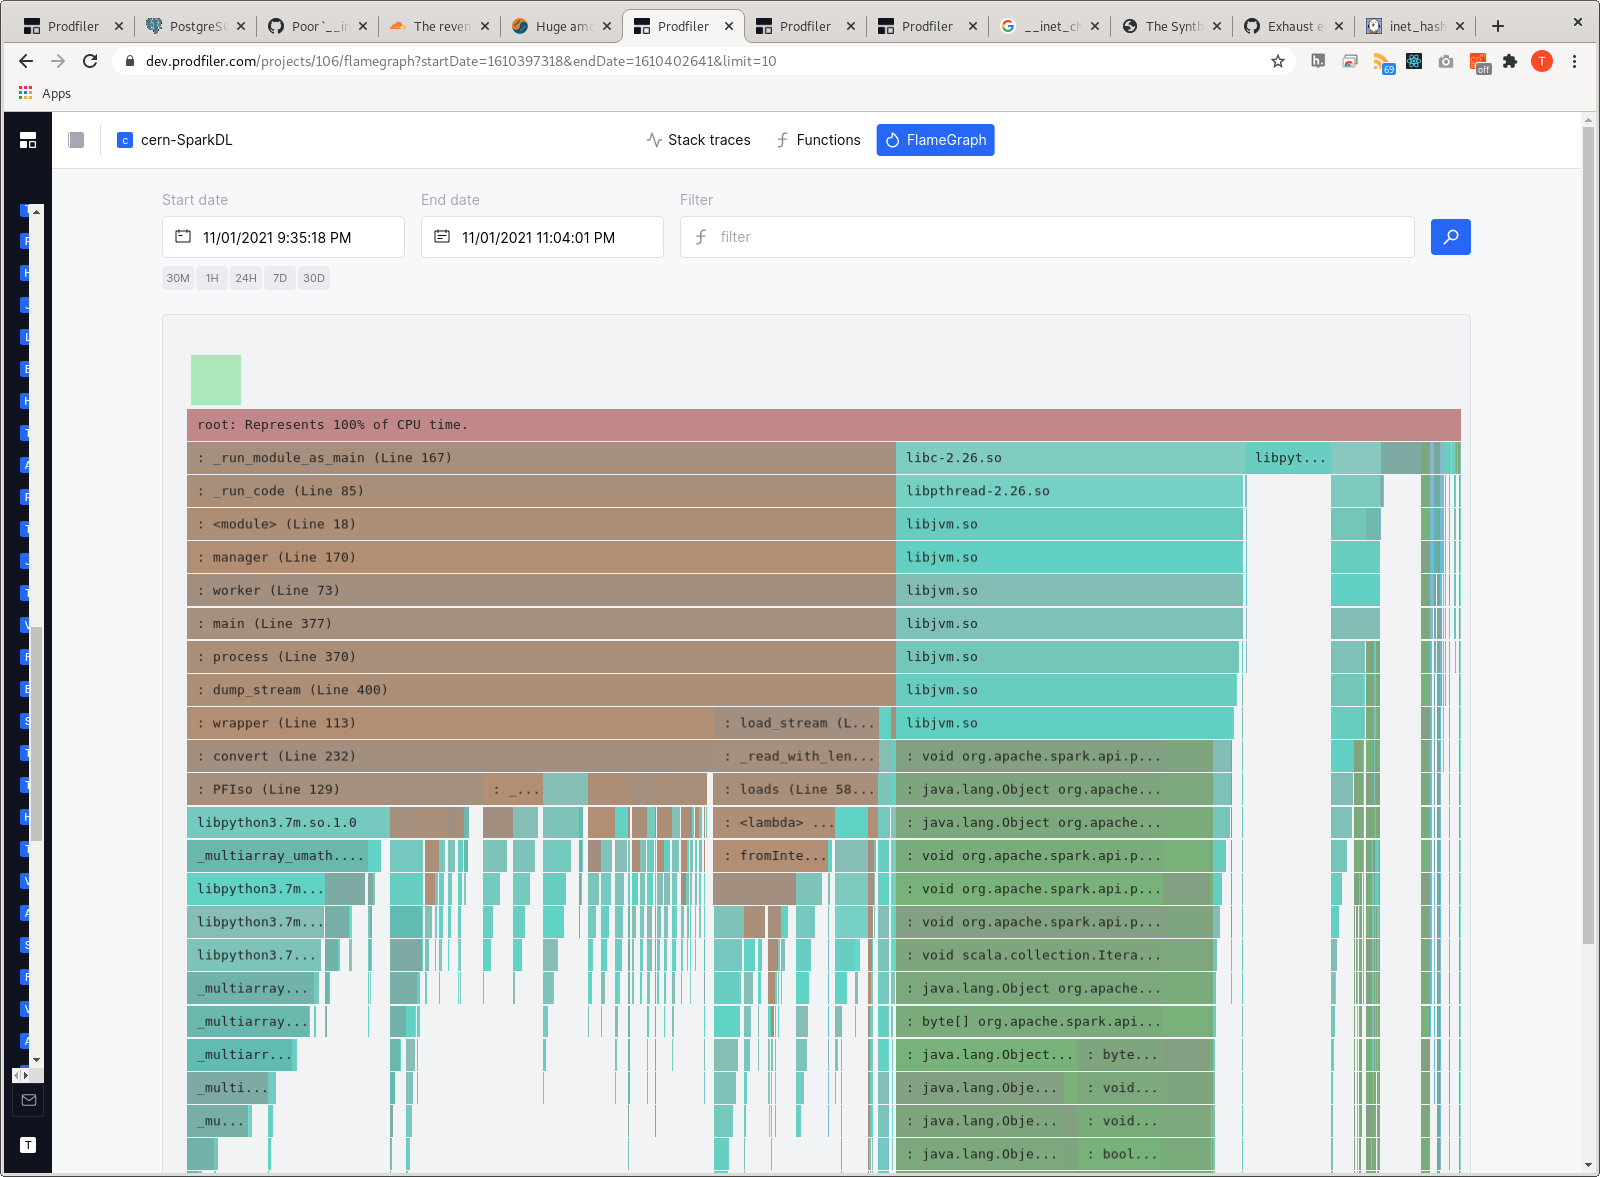 Prodfiler
PostgreS
Poor `__in
The reven
Huge amo
Prodfiler
Prodfiler
Prodfiler
__inet_ch
The Synth
Exhaust e
inet_hash
dev.prodfiler.com/projects/106/flamegraph?startDate=1610397318&endDate=1610402641&limit=10
69
off
T
Apps
c cern-SparkDL
Stack traces
Functions
FlameGraph
Start date
End date
Filter
11/01/2021 9:35:18 PM
11/01/2021 11:04:01 PM
filter
30M 1H 24H 7D 30D
root: Represents 100% of CPU time.
: _run_module_as_main (Line 167)
libc-2.26.so
libpyt...
: _run_code (Line 85)
libpthread-2.26.so
: <module> (Line 18)
libjvm.so
: manager (Line 170)
libjvm.so
: worker (Line 73)
libjvm.so
: main (Line 377)
libjvm.so
: process (Line 370)
libjvm.so
: dump_stream (Line 400)
libjvm.so
: wrapper (Line 113)
: load_stream (L...
libjvm.so
: convert (Line 232)
: _read_with_len...
: void org.apache.spark.api.p...
: PFIso (Line 129)
: _...
: loads (Line 58...
: java.lang.Object org.apache...
libpython3.7m.so.1.0
: <lambda> ...
: java.lang.Object org.apache...
_multiarray_umath....
: fromInte...
: void org.apache.spark.api.p...
libpython3.7m...
: void org.apache.spark.api.p...
libpython3.7m...
: void org.apache.spark.api.p...
libpython3.7...
: void scala.collection.Itera...
_multiarray...
: java.lang.Object org.apache...
_multiarray...
: byte[] org.apache.spark.api...
_multiarr...
: java.lang.Object...
: byte...
_multi...
: java.lang.Obje...
: void...
_mu...
: java.lang.Obje...
: void...
: java.lang.Obje...
: bool...
T